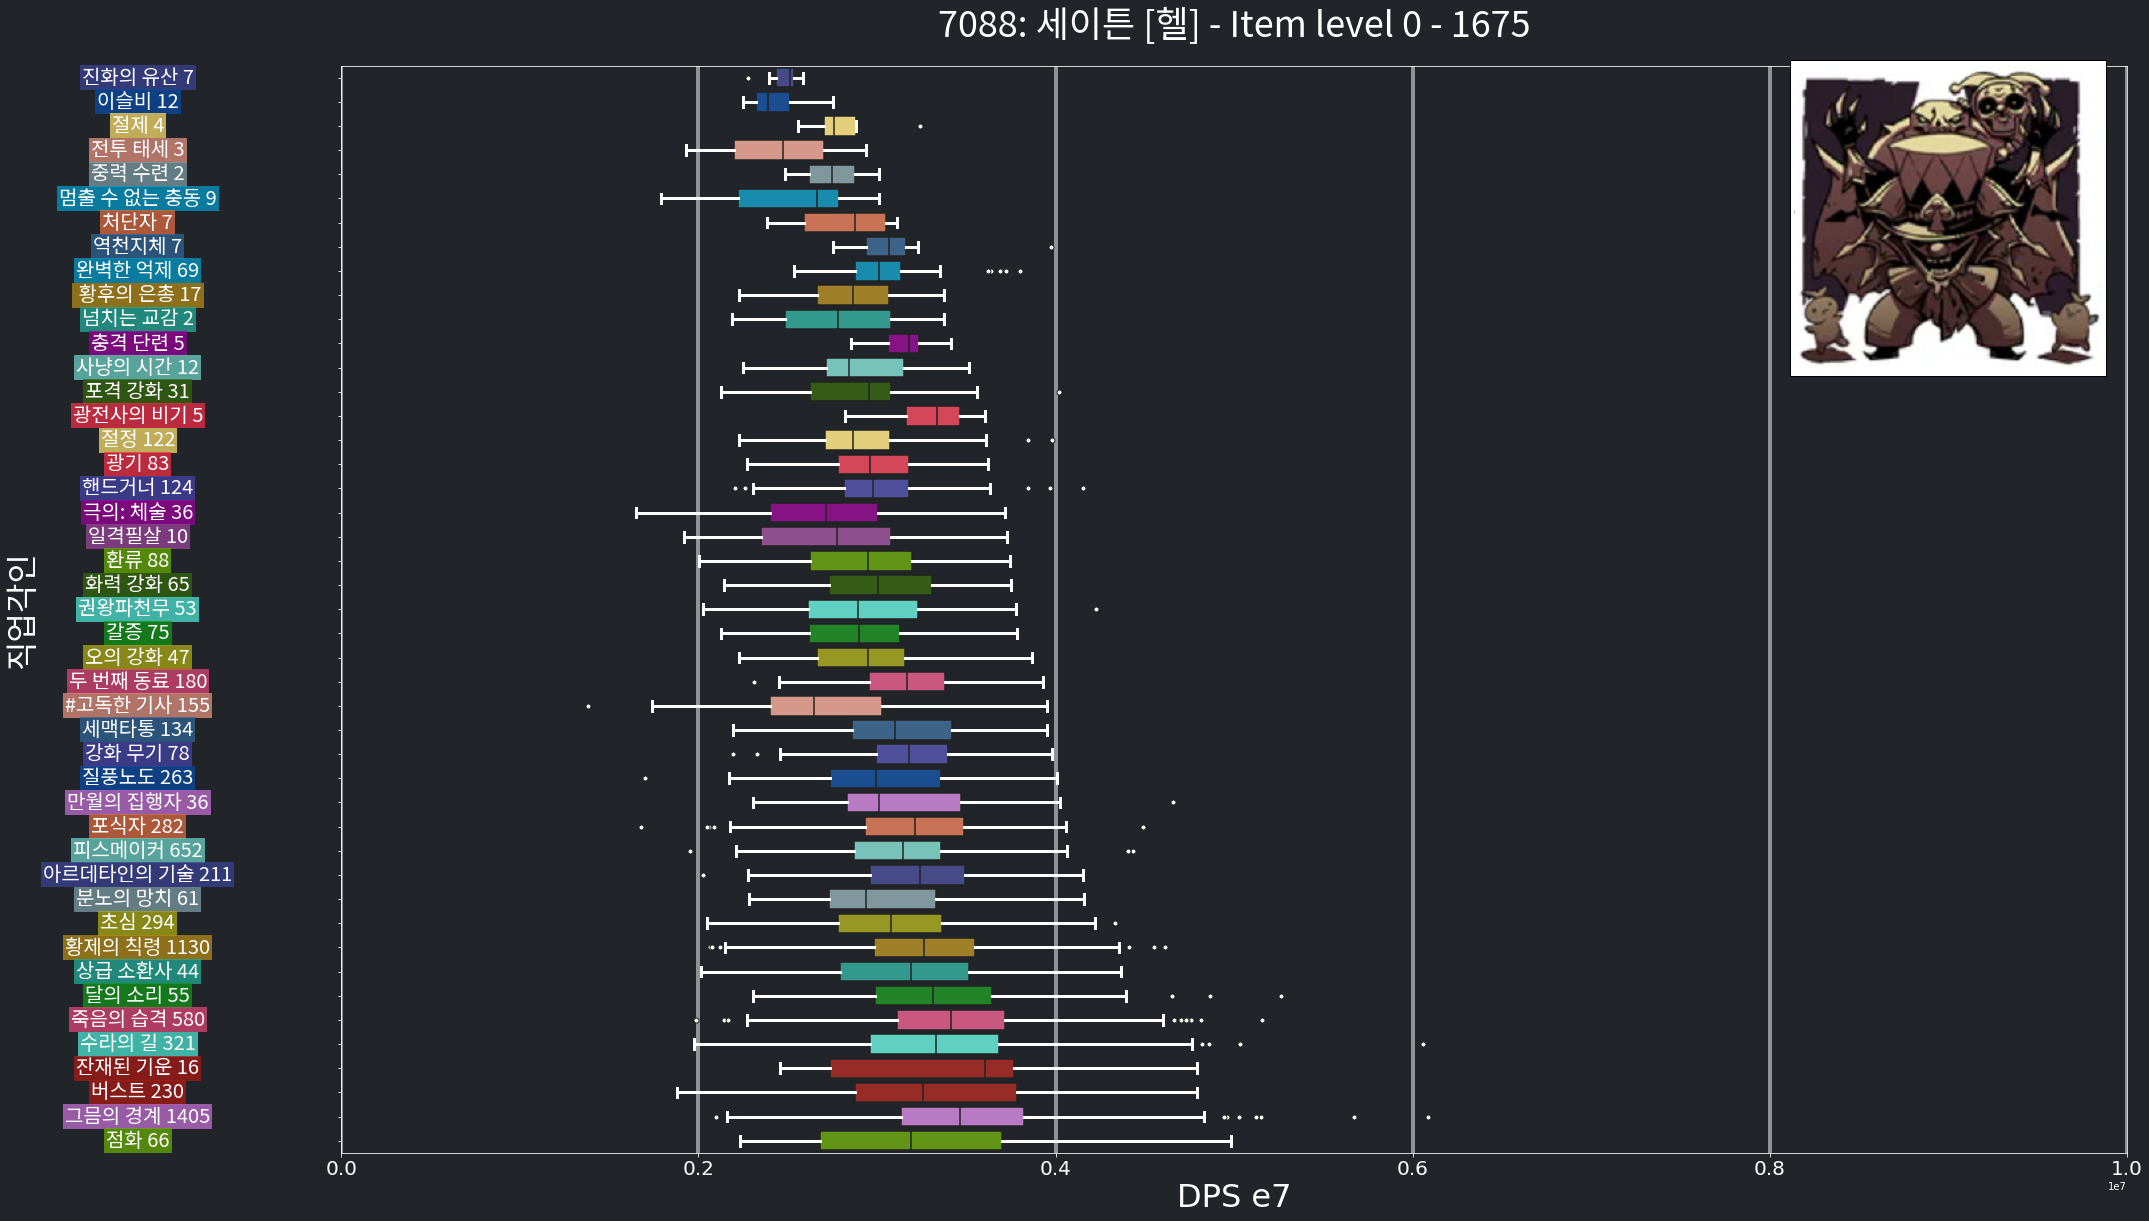 7088: 세이튼 [헬] - Item level 0 - 1675
진화의 유산 7
이슬비 12
절제 4
전투 태세 3
중력 수련 2
멈출 수 없는 충동 9
처단자 7
역천지체 7
완벽한 억제 69
황후의 은총 17
넘치는 교감 2
충격 단련 5
사냥의 시간 12
포격 강화 31
광전사의 비기 5
절정 122
광기 83
핸드거너 124
극의: 체술 36
일격필살 10
환류 88
화력 강화 65
권왕파천무 53
갈증 75
오의 강화 47
두 번째 동료 180
#고독한 기사 155
세맥타통 134
강화 무기 78
질풍노도 263
만월의 집행자 36
포식자 282
피스메이커 652
아르데타인의 기술 211
분노의 망치 61
초심 294
황제의 칙령 1130
상급 소환사 44
달의 소리 55
죽음의 습격 580
수라의 길 321
잔재된 기운 16
버스트 230
그믐의 경계 1405
점화 66
직업각인
0.0 0.2 0.4 0.6 0.8 1.0
1e7
DPS e7